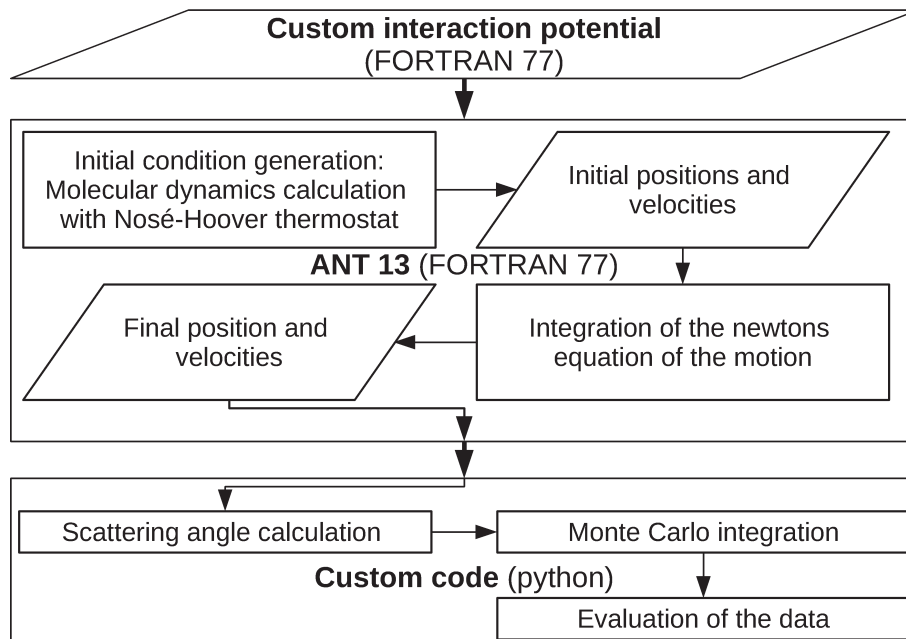 Custom interaction potential
(FORTRAN 77)
Initial condition generation:
Molecular dynamics calculation
with Nosé-Hoover thermostat
Initial positions and
velocities
ANT 13 (FORTRAN 77)
Final position and
velocities
Integration of the newtons
equation of the motion
Scattering angle calculation
Monte Carlo integration
Custom code (python)
Evaluation of the data